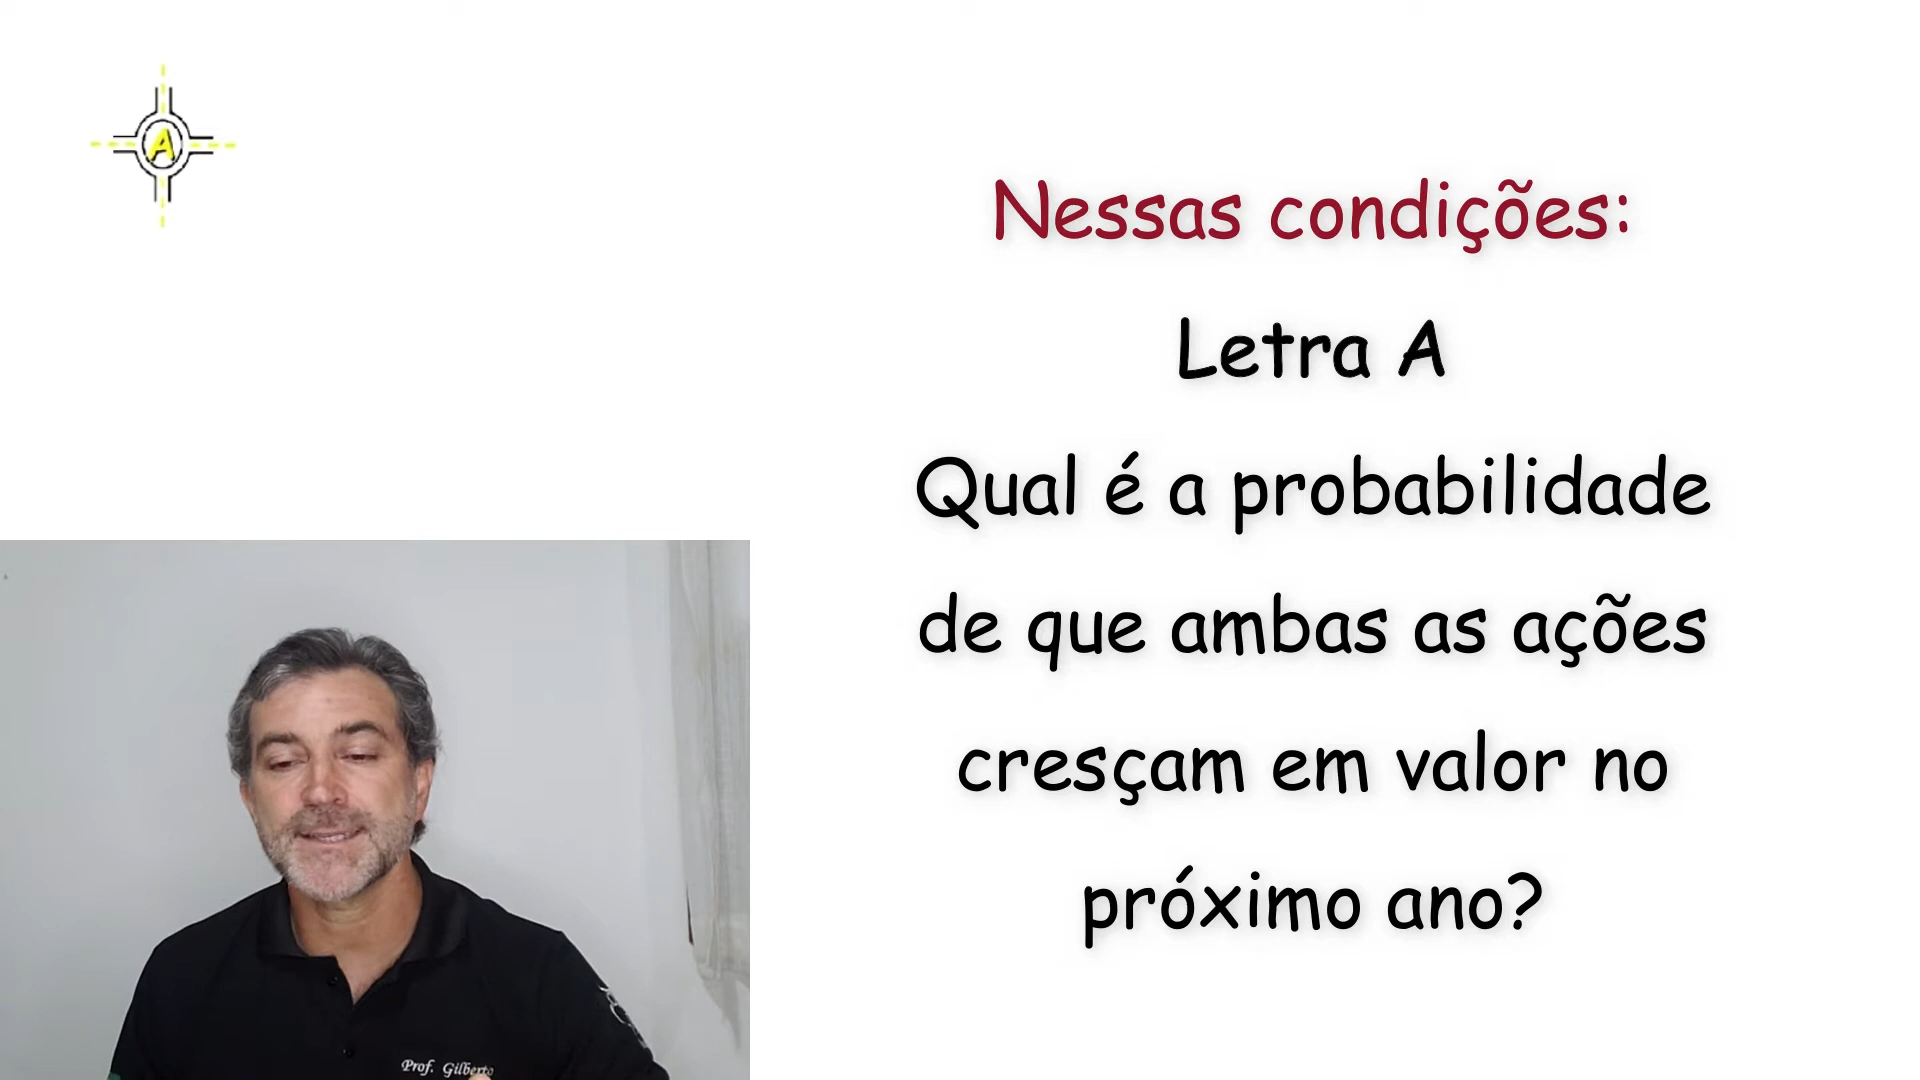 A
Nessas condições:
Letra A
Qual é a probabilidade
de que ambas as ações
cresçam em valor no
próximo ano?
Prof. Gilberto